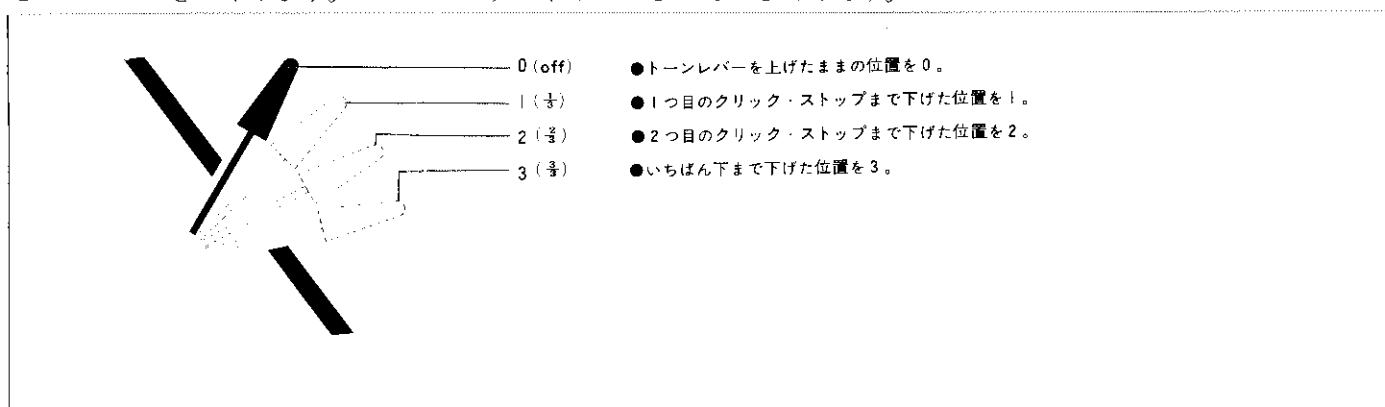 0 (off) ●トーンレバーを上げたままの位置を0。
1 (⅓) ●1つ目のクリック・ストップまで下げた位置を1。
2 (⅔) ●2つ目のクリック・ストップまで下げた位置を2。
3 (3/3) ●いちばん下まで下げた位置を3。